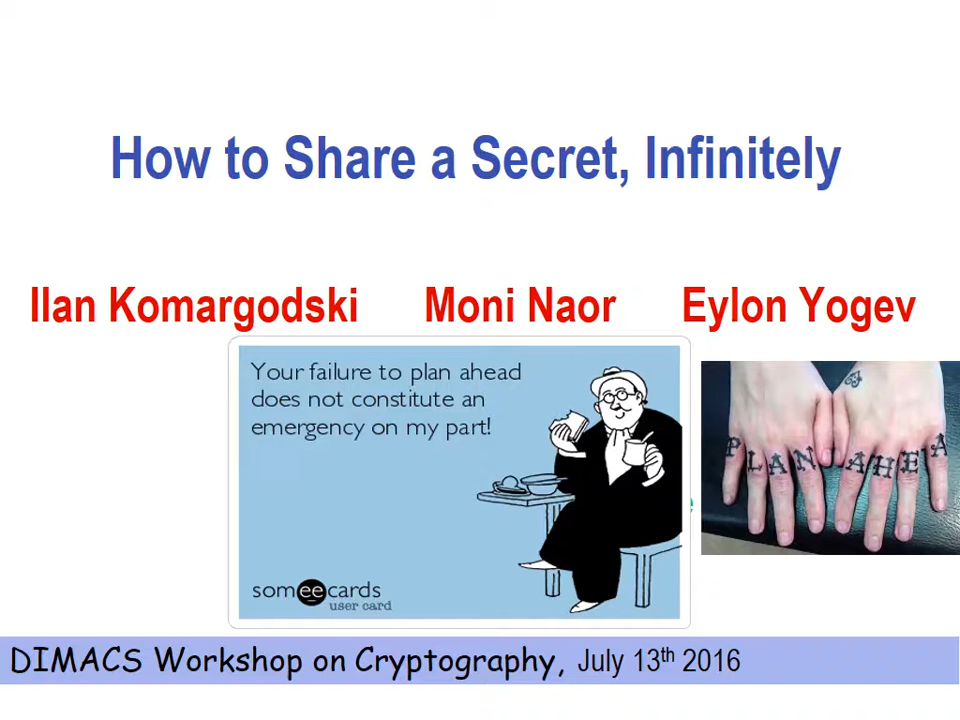 How to Share a Secret, Infinitely
Ilan Komargodski Moni Naor Eylon Yogev
Your failure to plan ahead
does not constitute an
emergency on my part!
PLAN AHEA
someecards
user card
DIMACS Workshop on Cryptography, July 13th 2016